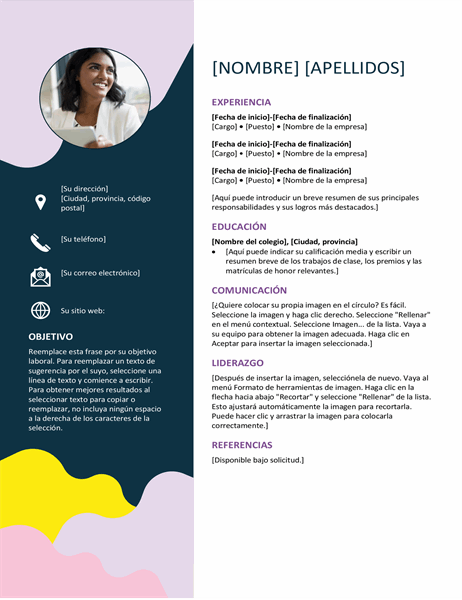 [NOMBRE] [APELLIDOS]
[Su dirección]
[Ciudad, provincia, código
postal]
[Su teléfono]
[Su correo electrónico]
Su sitio web:
OBJETIVO
Reemplace esta frase por su objetivo
laboral. Para reemplazar un texto de
sugerencia por el suyo, seleccione una
línea de texto y comience a escribir.
Para obtener mejores resultados al
seleccionar texto para copiar o
reemplazar, no incluya ningún espacio
a la derecha de los caracteres de la
selección.
EXPERIENCIA
[Fecha de inicio]-[Fecha de finalización]
[Cargo] • [Puesto] • [Nombre de la empresa]
[Fecha de inicio]-[Fecha de finalización]
[Cargo] • [Puesto] • [Nombre de la empresa]
[Fecha de inicio]-[Fecha de finalización]
[Cargo] • [Puesto] • [Nombre de la empresa]
[Aquí puede introducir un breve resumen de sus principales
responsabilidades y sus logros más destacados.]
EDUCACIÓN
[Nombre del colegio], [Ciudad, provincia]
• [Aquí puede indicar su calificación media y escribir un
resumen breve de los trabajos de clase, los premios y las
matrículas de honor relevantes.]
COMUNICACIÓN
[¿Quiere colocar su propia imagen en el círculo? Es fácil.
Seleccione la imagen y haga clic derecho. Seleccione "Rellenar"
en el menú contextual. Seleccione Imagen... de la lista. Vaya a
su equipo para obtener la imagen adecuada. Haga clic en
Aceptar para insertar la imagen seleccionada.]
LIDERAZGO
[Después de insertar la imagen, selecciónela de nuevo. Vaya al
menú Formato de herramientas de imagen. Haga clic en la
flecha hacia abajo "Recortar" y seleccione "Rellenar" de la lista.
Esto ajustará automáticamente la imagen para recortarla.
Puede hacer clic y arrastrar la imagen para colocarla
correctamente.]
REFERENCIAS
[Disponible bajo solicitud.]